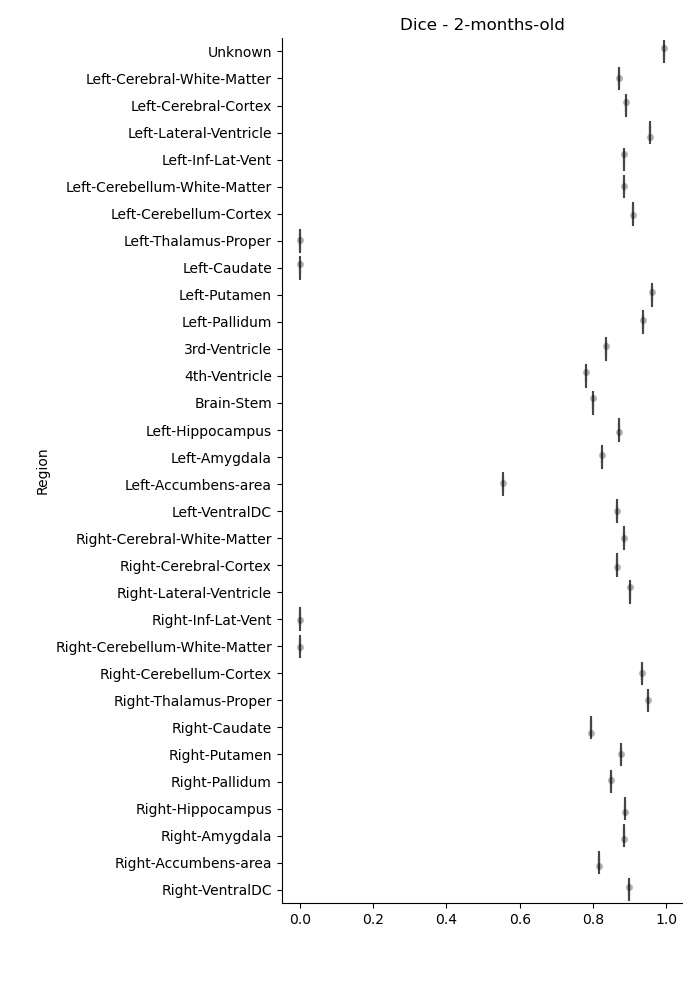 Dice - 2-months-old
Unknown
Left-Cerebral-White-Matter
Left-Cerebral-Cortex
Left-Lateral-Ventricle
Left-Inf-Lat-Vent
Left-Cerebellum-White-Matter
Left-Cerebellum-Cortex
Left-Thalamus-Proper
Left-Caudate
Left-Putamen
Left-Pallidum
3rd-Ventricle
4th-Ventricle
Brain-Stem
Left-Hippocampus
Left-Amygdala
Left-Accumbens-area
Left-VentralDC
Right-Cerebral-White-Matter
Right-Cerebral-Cortex
Right-Lateral-Ventricle
Right-Inf-Lat-Vent
Right-Cerebellum-White-Matter
Right-Cerebellum-Cortex
Right-Thalamus-Proper
Right-Caudate
Right-Putamen
Right-Pallidum
Right-Hippocampus
Right-Amygdala
Right-Accumbens-area
Right-VentralDC
Region
0.0 0.2 0.4 0.6 0.8 1.0